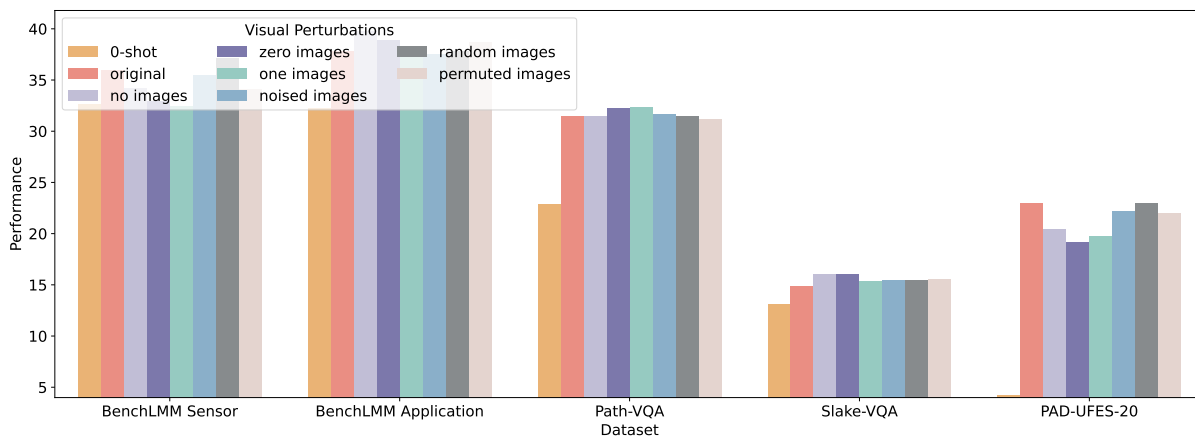 Visual Perturbations
0-shot
original
no images
zero images
one images
noised images
random images
permuted images
40
35
30
25
20
15
10
5
Performance
BenchLMM Sensor
BenchLMM Application
Path-VQA
Slake-VQA
PAD-UFES-20
Dataset